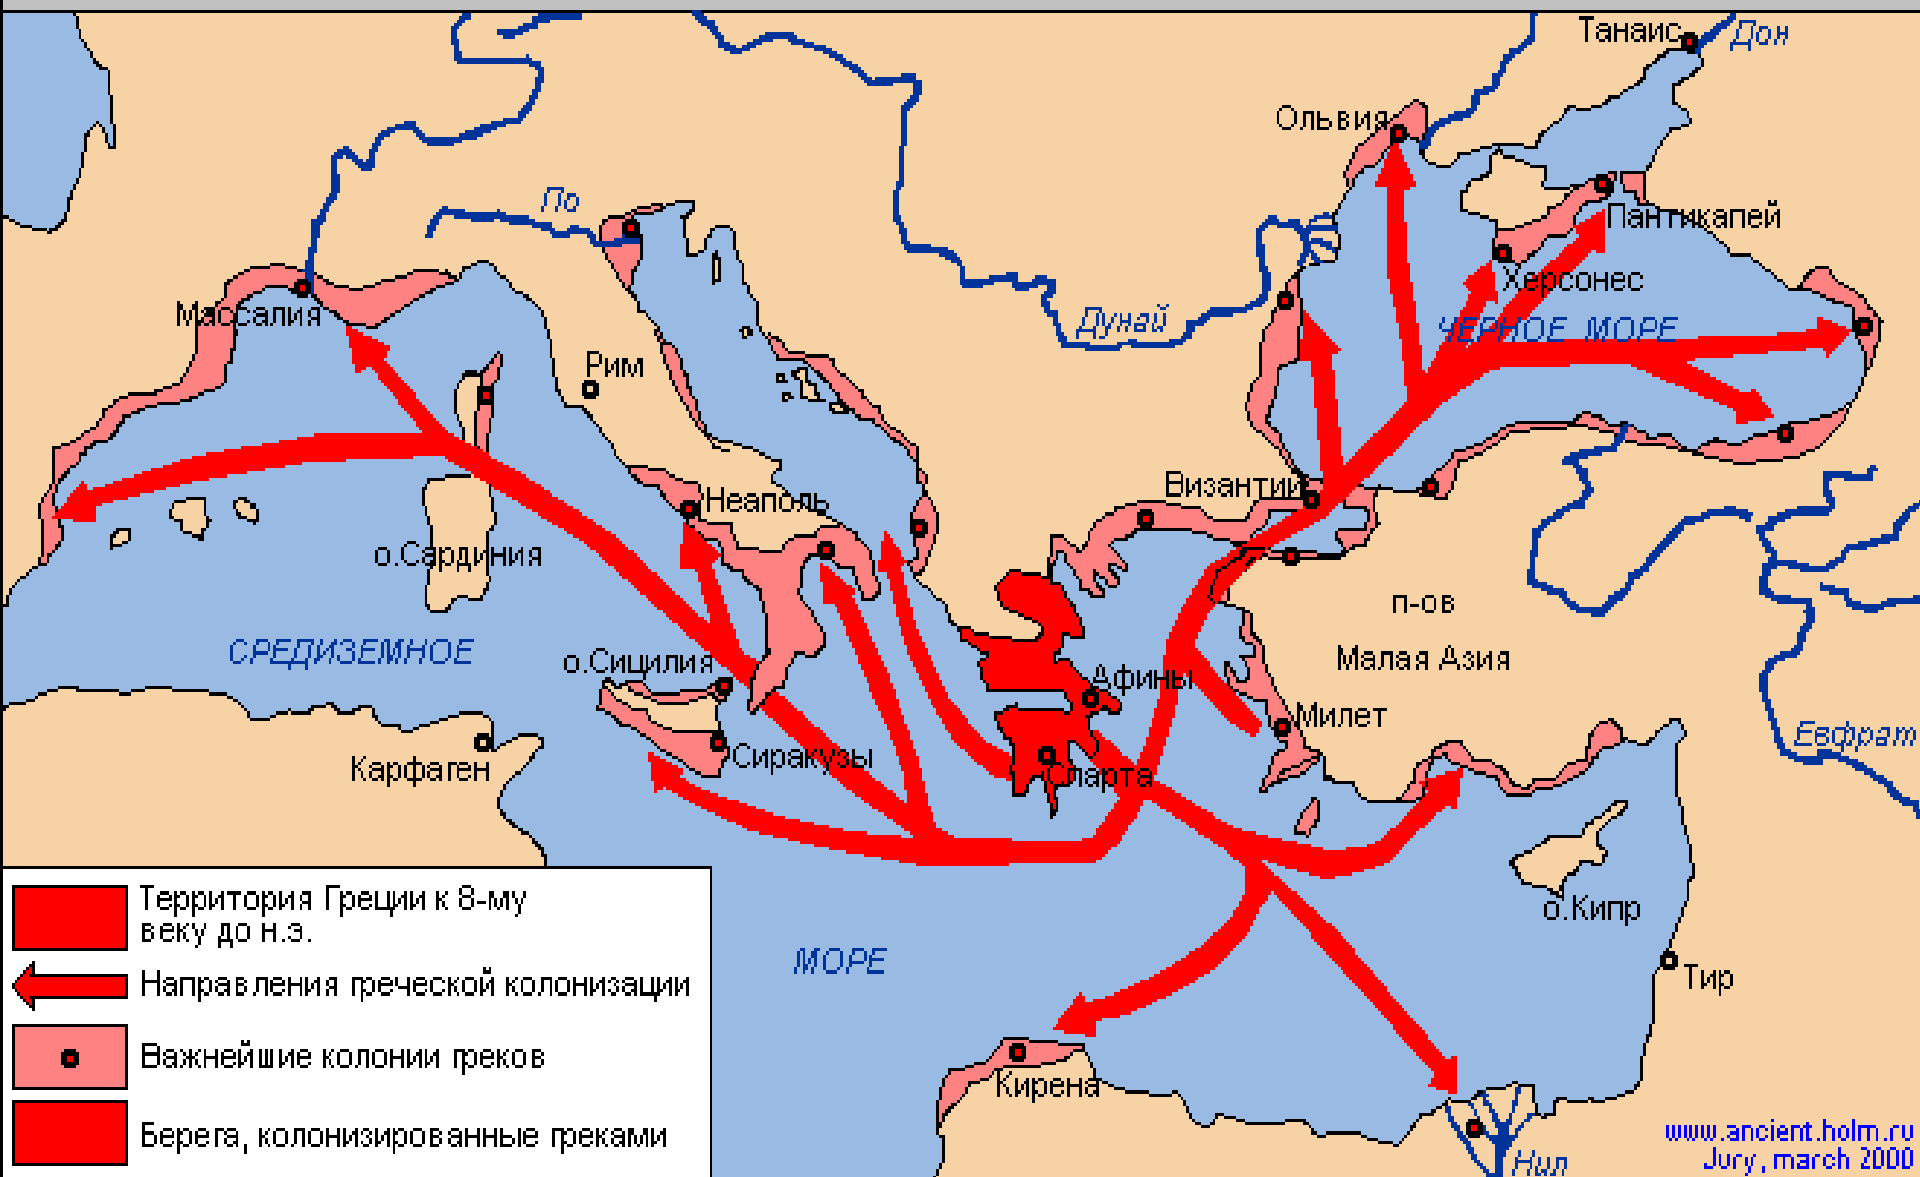 Танаис
Дон
Ольвия
По
Пантикапей
Херсонес
Массалия
Дунай
ЧЕРНОЕ МОРЕ
Рим
Византий
Неаполь
о.Сардиния
п-ов
Малая Азия
СРЕДИЗЕМНОЕ
о.Сицилия
Афины
Милет
Евфрат
Сиракузы
Карфаген
Спарта
о.Кипр
МОРЕ
Тир
Кирена
Нил
Территория Греции к 8-му
веку до н.э.
Направления греческой колонизации
Важнейшие колонии греков
Берега, колонизированные греками
www.ancient.holm.ru
Jury, march 2000